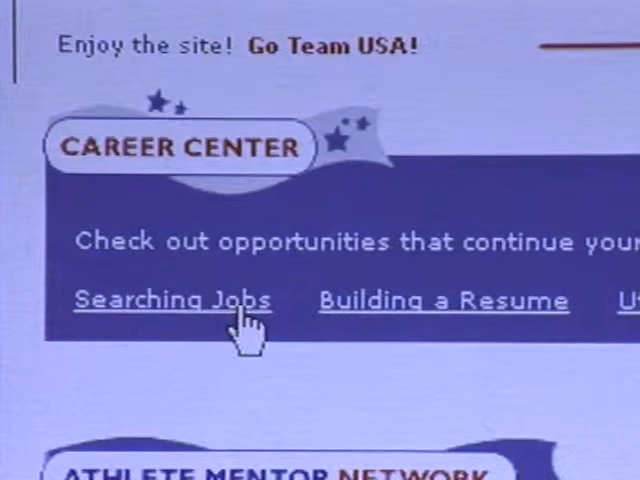 Enjoy the site! Go Team USA!
CAREER CENTER
Check out opportunities that continue your
Searching Jobs Building a Resume
ATHLETE MENTOR NETWORK